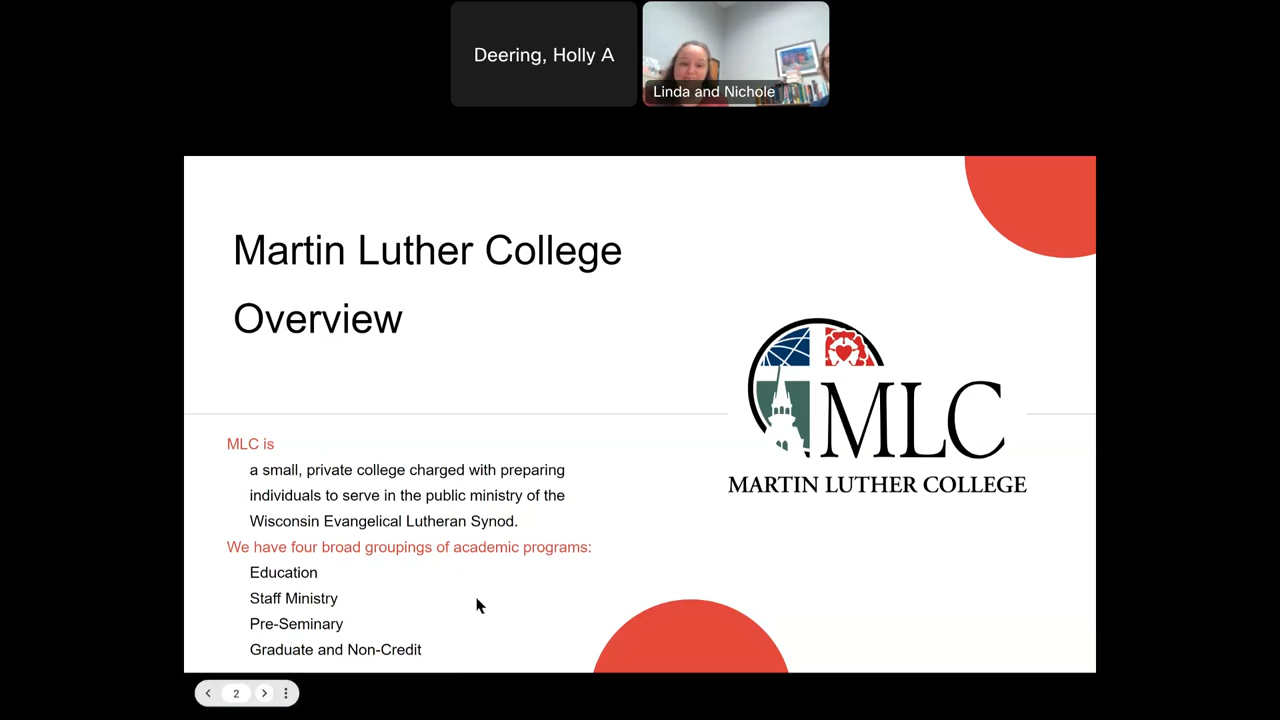 Deering, Holly A
Linda and Nichole
Martin Luther College
Overview
MLC
MARTIN LUTHER COLLEGE
MLC is
a small, private college charged with preparing
individuals to serve in the public ministry of the
Wisconsin Evangelical Lutheran Synod.
We have four broad groupings of academic programs:
Education
Staff Ministry
Pre-Seminary
Graduate and Non-Credit
2